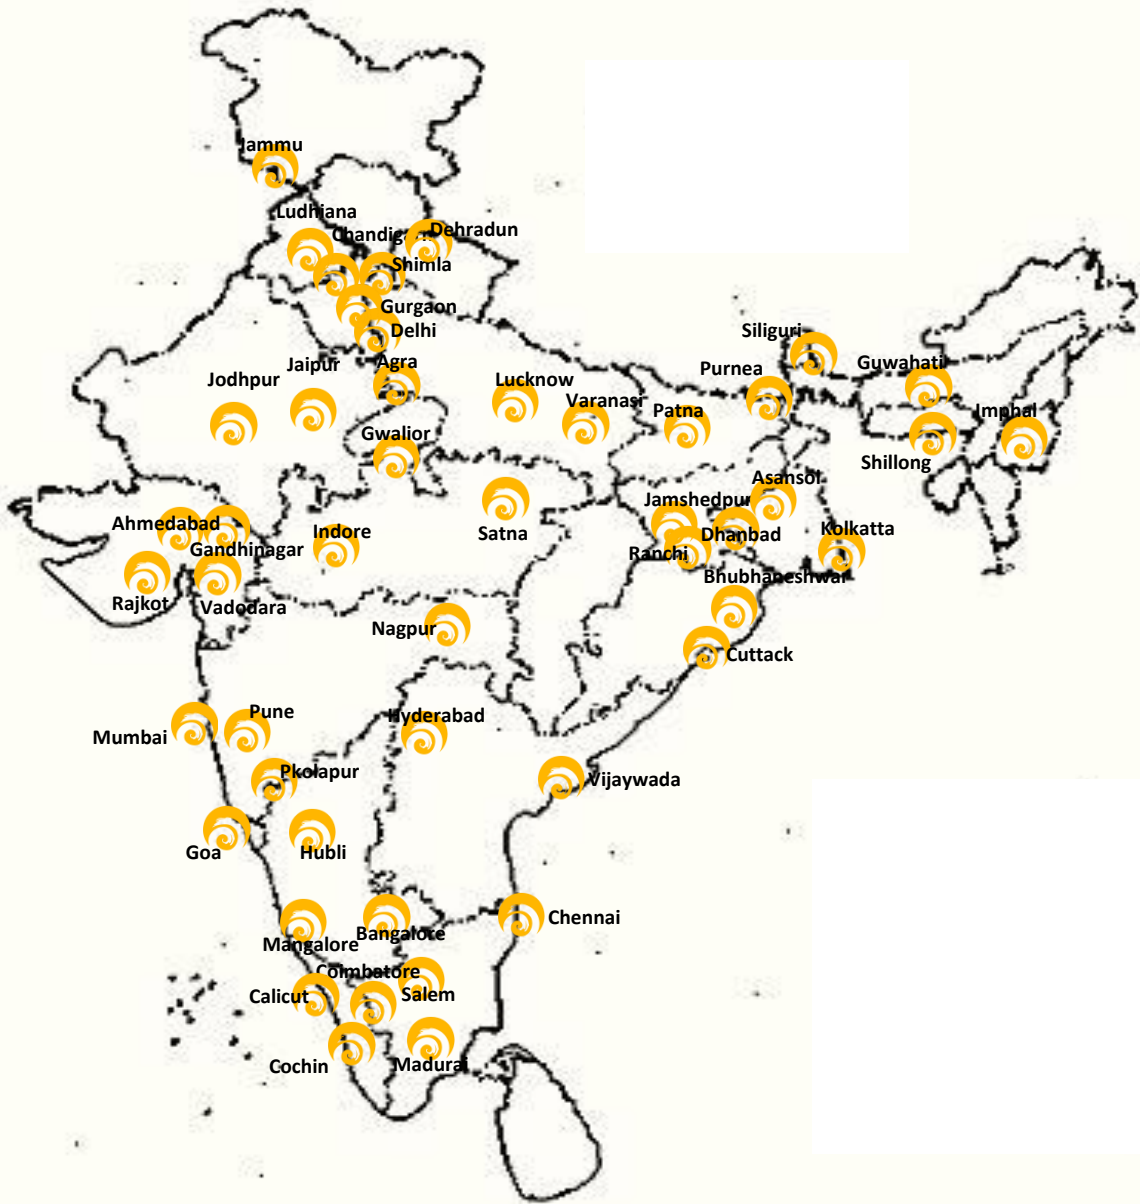 Jammu
Ludhiana
Chandigarh
Dehradun
Shimla
Gurgaon
Delhi
Siliguri
Agra
Jaipur
Jodhpur
Lucknow
Purnea
Guwahati
Varanasi
Patna
Imphal
Gwalior
Shillong
Asansol
Jamshedpur
Ahmedabad
Indore
Satna
Dhanbad
Kolkatta
Gandhinagar
Ranchi
Bhubhaneshwar
Rajkot
Vadodara
Nagpur
Cuttack
Pune
Hyderabad
Mumbai
Pkolapur
Vijaywada
Goa
Hubli
Chennai
Bangalore
Mangalore
Coimbatore
Calicut
Salem
Cochin
Madurai